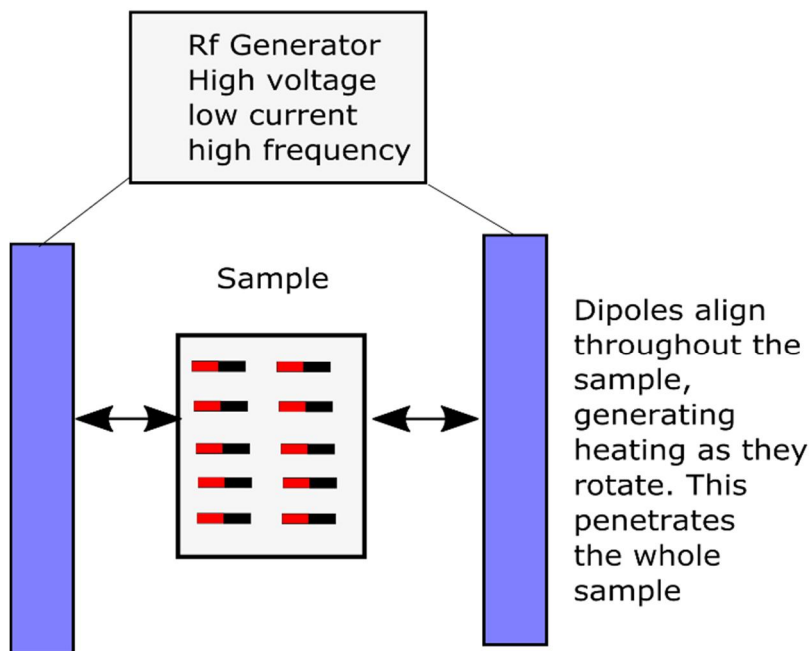 Rf Generator
High voltage
low current
high frequency
Sample
Dipoles align
throughout the
sample,
generating
heating as they
rotate. This
penetrates
the whole
sample